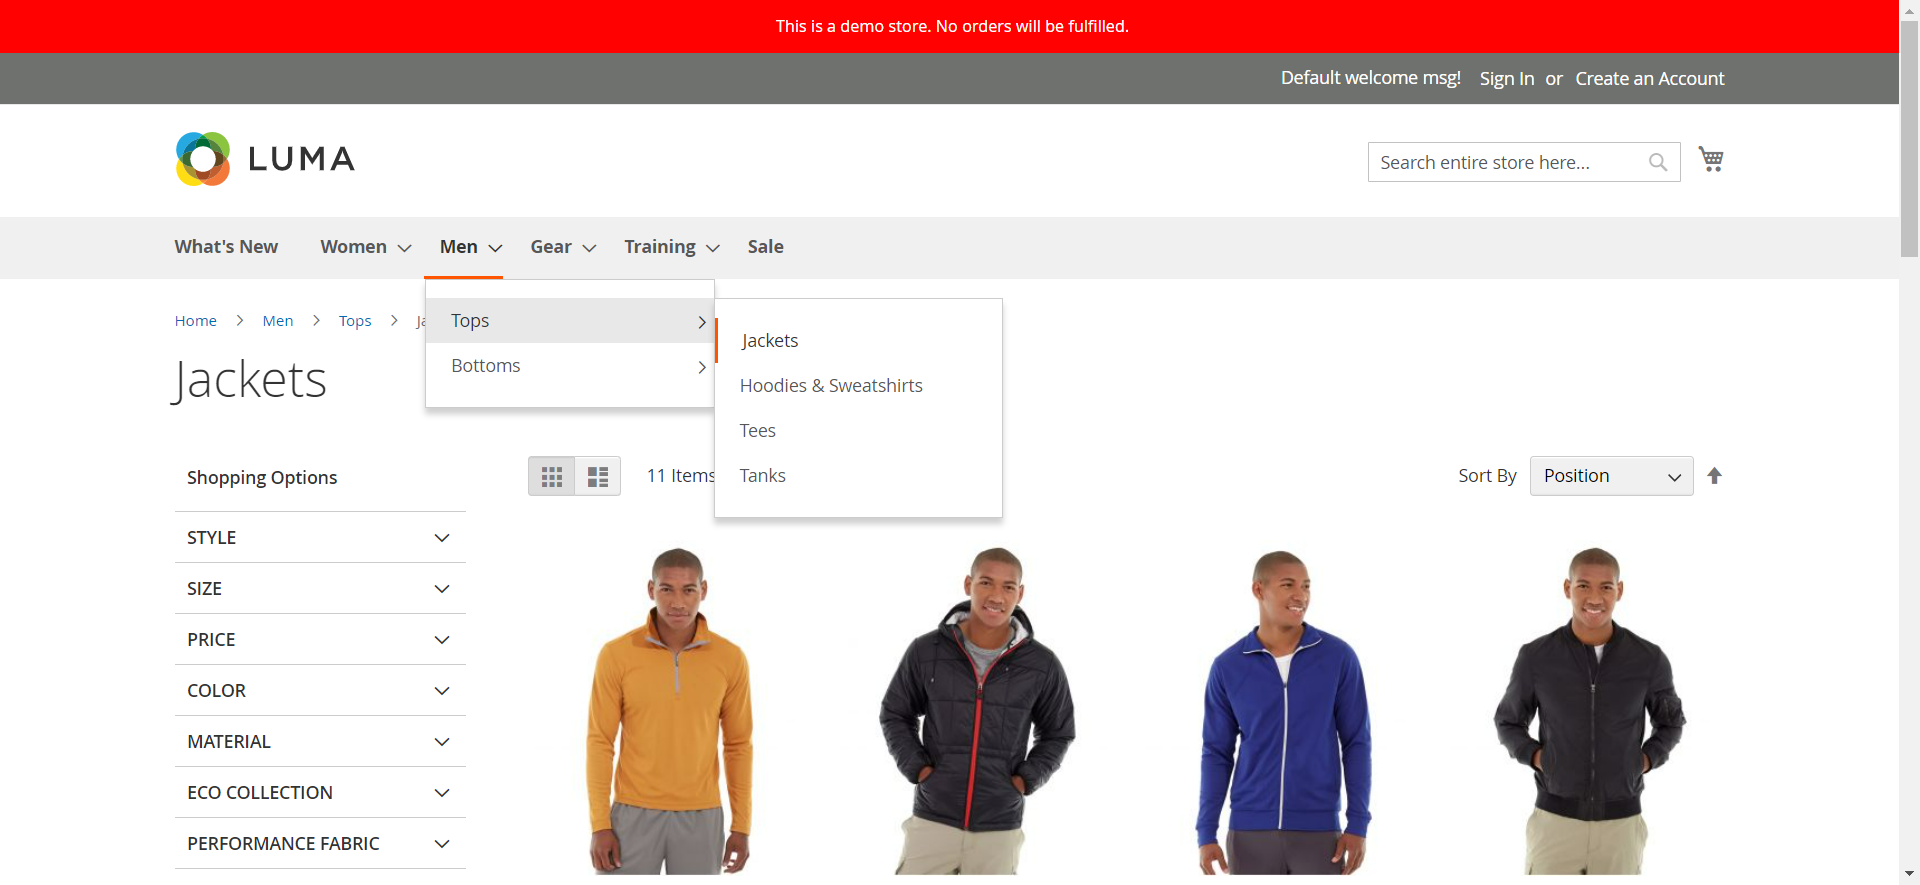 This is a demo store. No orders will be fulfilled.
Default welcome msg! Sign In or Create an Account
LUMA
Search entire store here...
What's New Women Men Gear Training Sale
Home Men Tops
Tops
Bottoms
Jackets
Hoodies & Sweatshirts
Tees
Tanks
Jackets
Shopping Options
11 Items
Sort By Position
STYLE
SIZE
PRICE
COLOR
MATERIAL
ECO COLLECTION
PERFORMANCE FABRIC